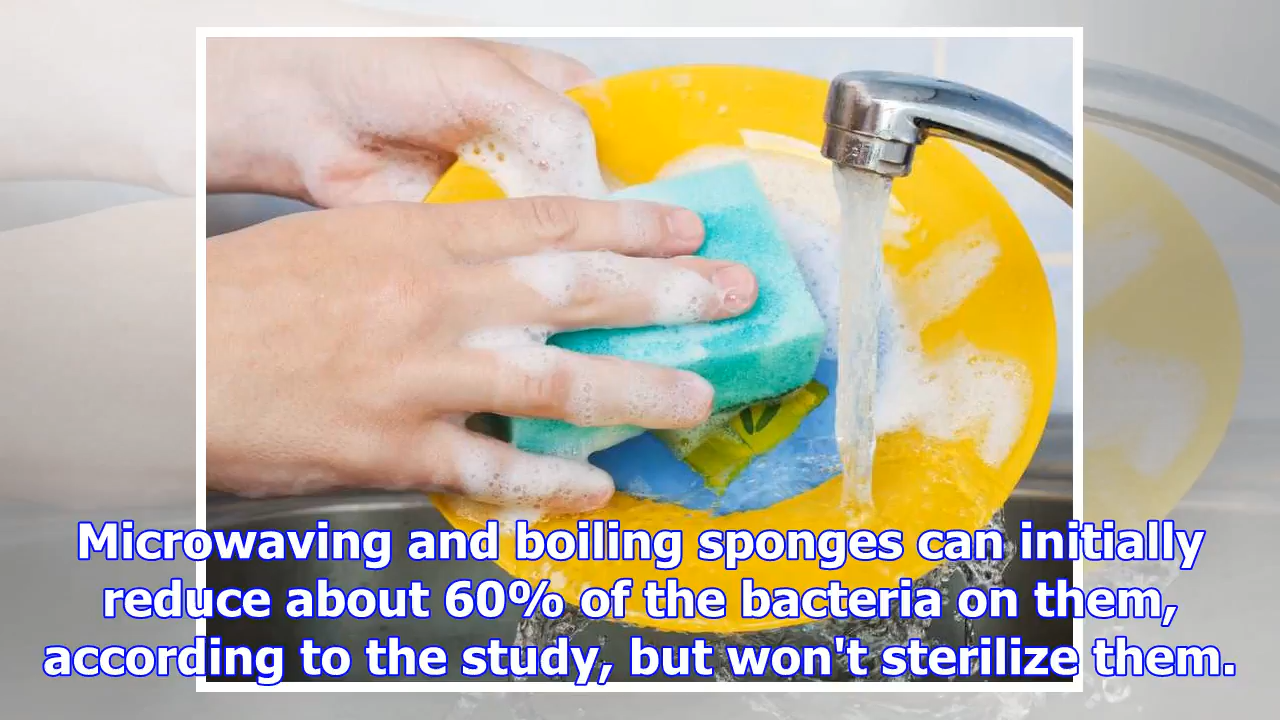 Microwaving and boiling sponges can initially
reduce about 60% of the bacteria on them,
according to the study, but won't sterilize them.